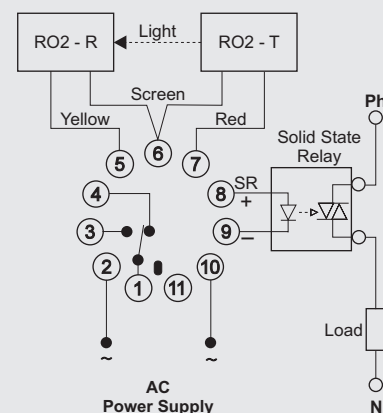 RO2 - R
Light
RO2 - T
Screen
Yellow
Red
Ph
5
6
7
Solid State
Relay
4
8
SR
+
3
9
–
2
10
1
11
Load
~
~
AC
Power Supply
N